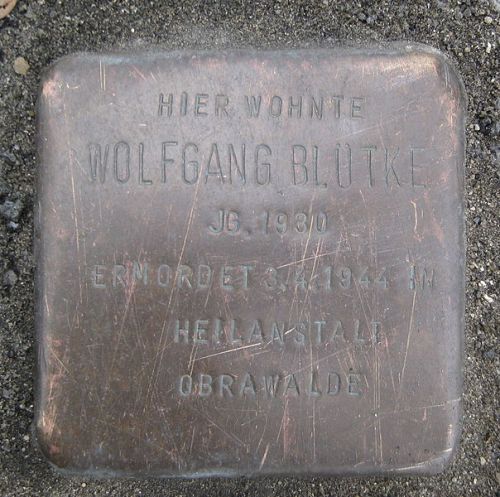 HIER WOHNTE
WOLFGANG BLÜTKE
JG. 1930
ERMORDET 3.4.1944 IN
HEILANSTALT
OBRAWALDE